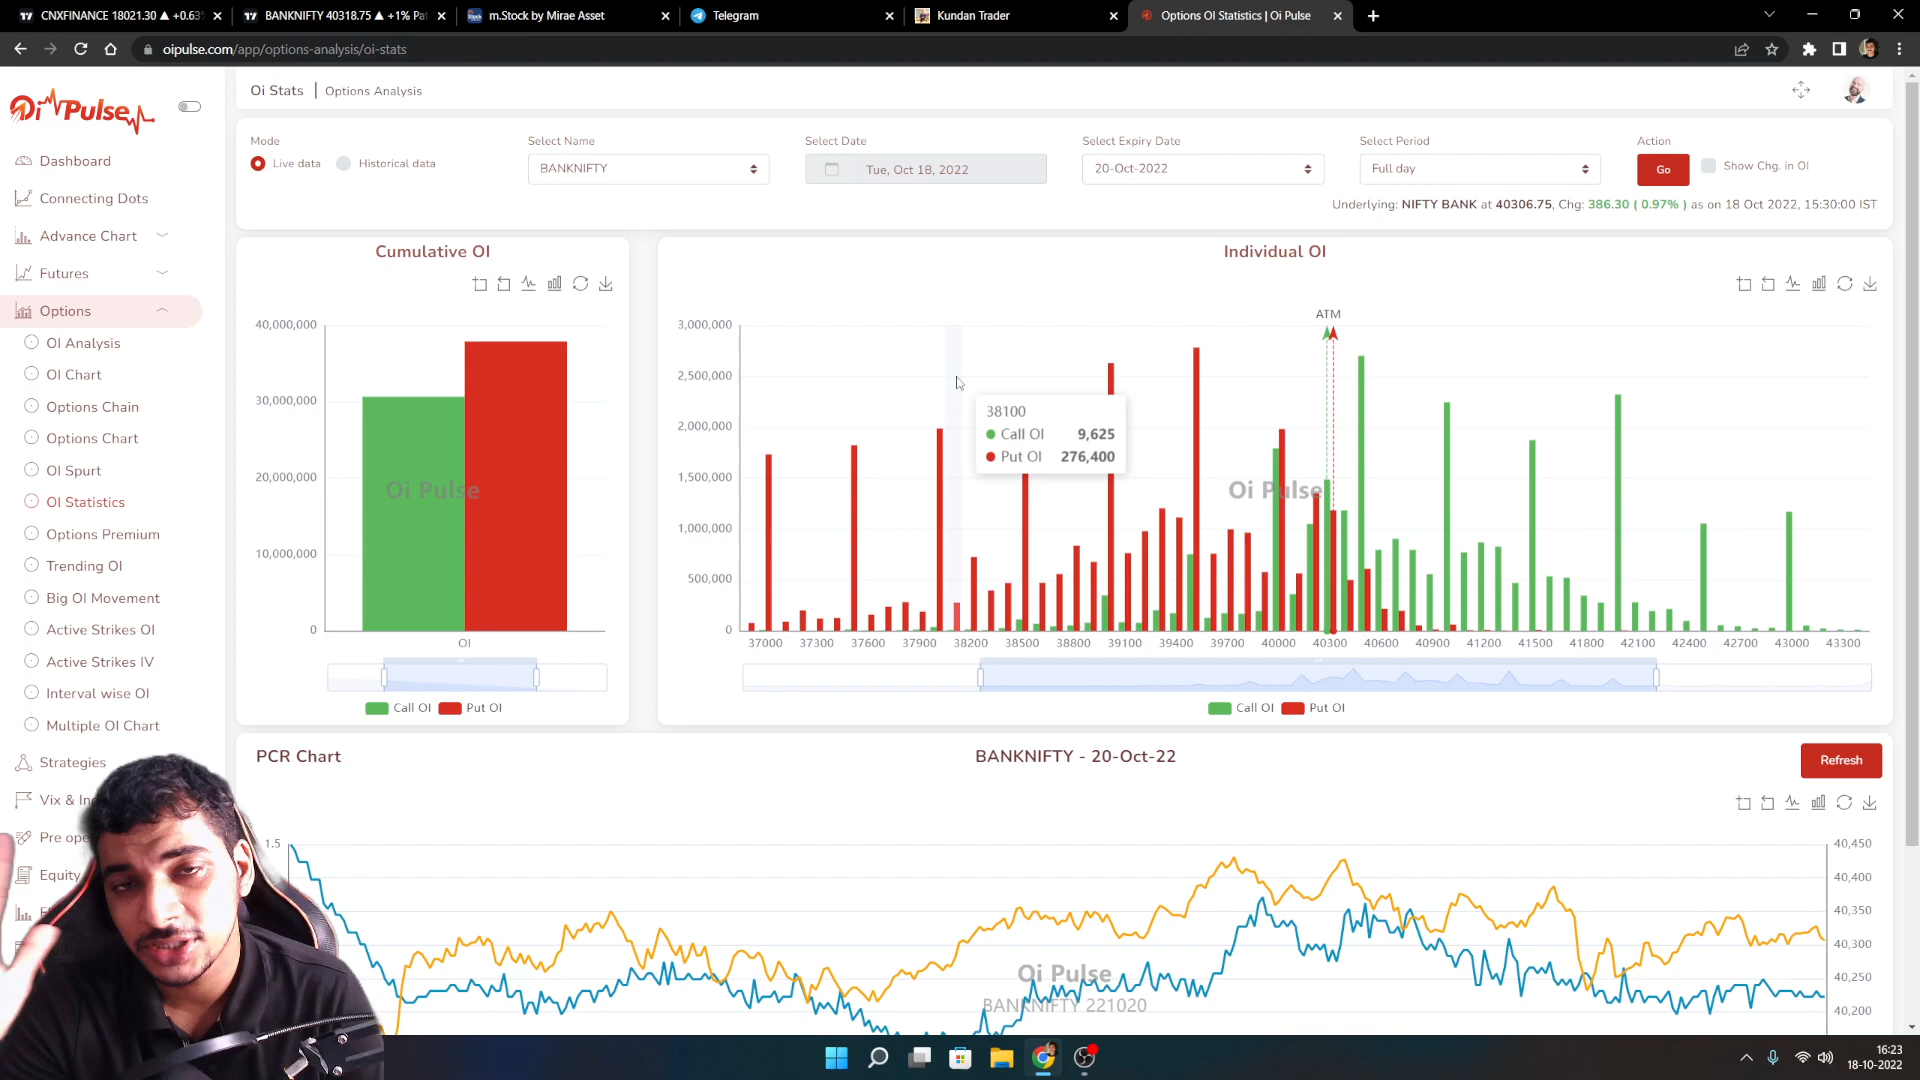 CNXFINANCE 18021.30 ▲ +0.63%
BANKNIFTY 40318.75 ▲ +1%
m.Stock by Mirae Asset
Telegram
Kundan Trader
Options OI Statistics | Oi Pulse
oipulse.com/app/options-analysis/oi-stats
Oi Pulse
Oi Stats | Options Analysis
Mode
Select Name
Select Date
Select Expiry Date
Select Period
Action
Live data
Historical data
BANKNIFTY
Tue, Oct 18, 2022
20-Oct-2022
Full day
Go
Show Chg. in OI
Underlying: NIFTY BANK at 40306.75, Chg: 386.30 ( 0.97% ) as on 18 Oct 2022, 15:30:00 IST
Dashboard
Connecting Dots
Advance Chart
Futures
Options
OI Analysis
OI Chart
Options Chain
Options Chart
OI Spurt
OI Statistics
Options Premium
Trending OI
Big OI Movement
Active Strikes OI
Active Strikes IV
Interval wise OI
Multiple OI Chart
Strategies
Vix &
Pre
Equity
Cumulative OI
40,000,000
30,000,000
20,000,000
10,000,000
0
Oi Pulse
OI
Call OI Put OI
Individual OI
ATM
3,000,000
2,500,000
2,000,000
1,500,000
1,000,000
500,000
0
38100
Call OI 9,625
Put OI 276,400
Oi Pulse
37000 37300 37600 37900 38200 38500 38800 39100 39400 39700 40000 40300 40600 40900 41200 41500 41800 42100 42400 42700 43000 43300
Call OI Put OI
PCR Chart
BANKNIFTY - 20-Oct-22
Refresh
1.5
40,450
40,400
40,350
40,300
40,250
40,200
Oi Pulse
BANKNIFTY 221020
16:23
18-10-2022